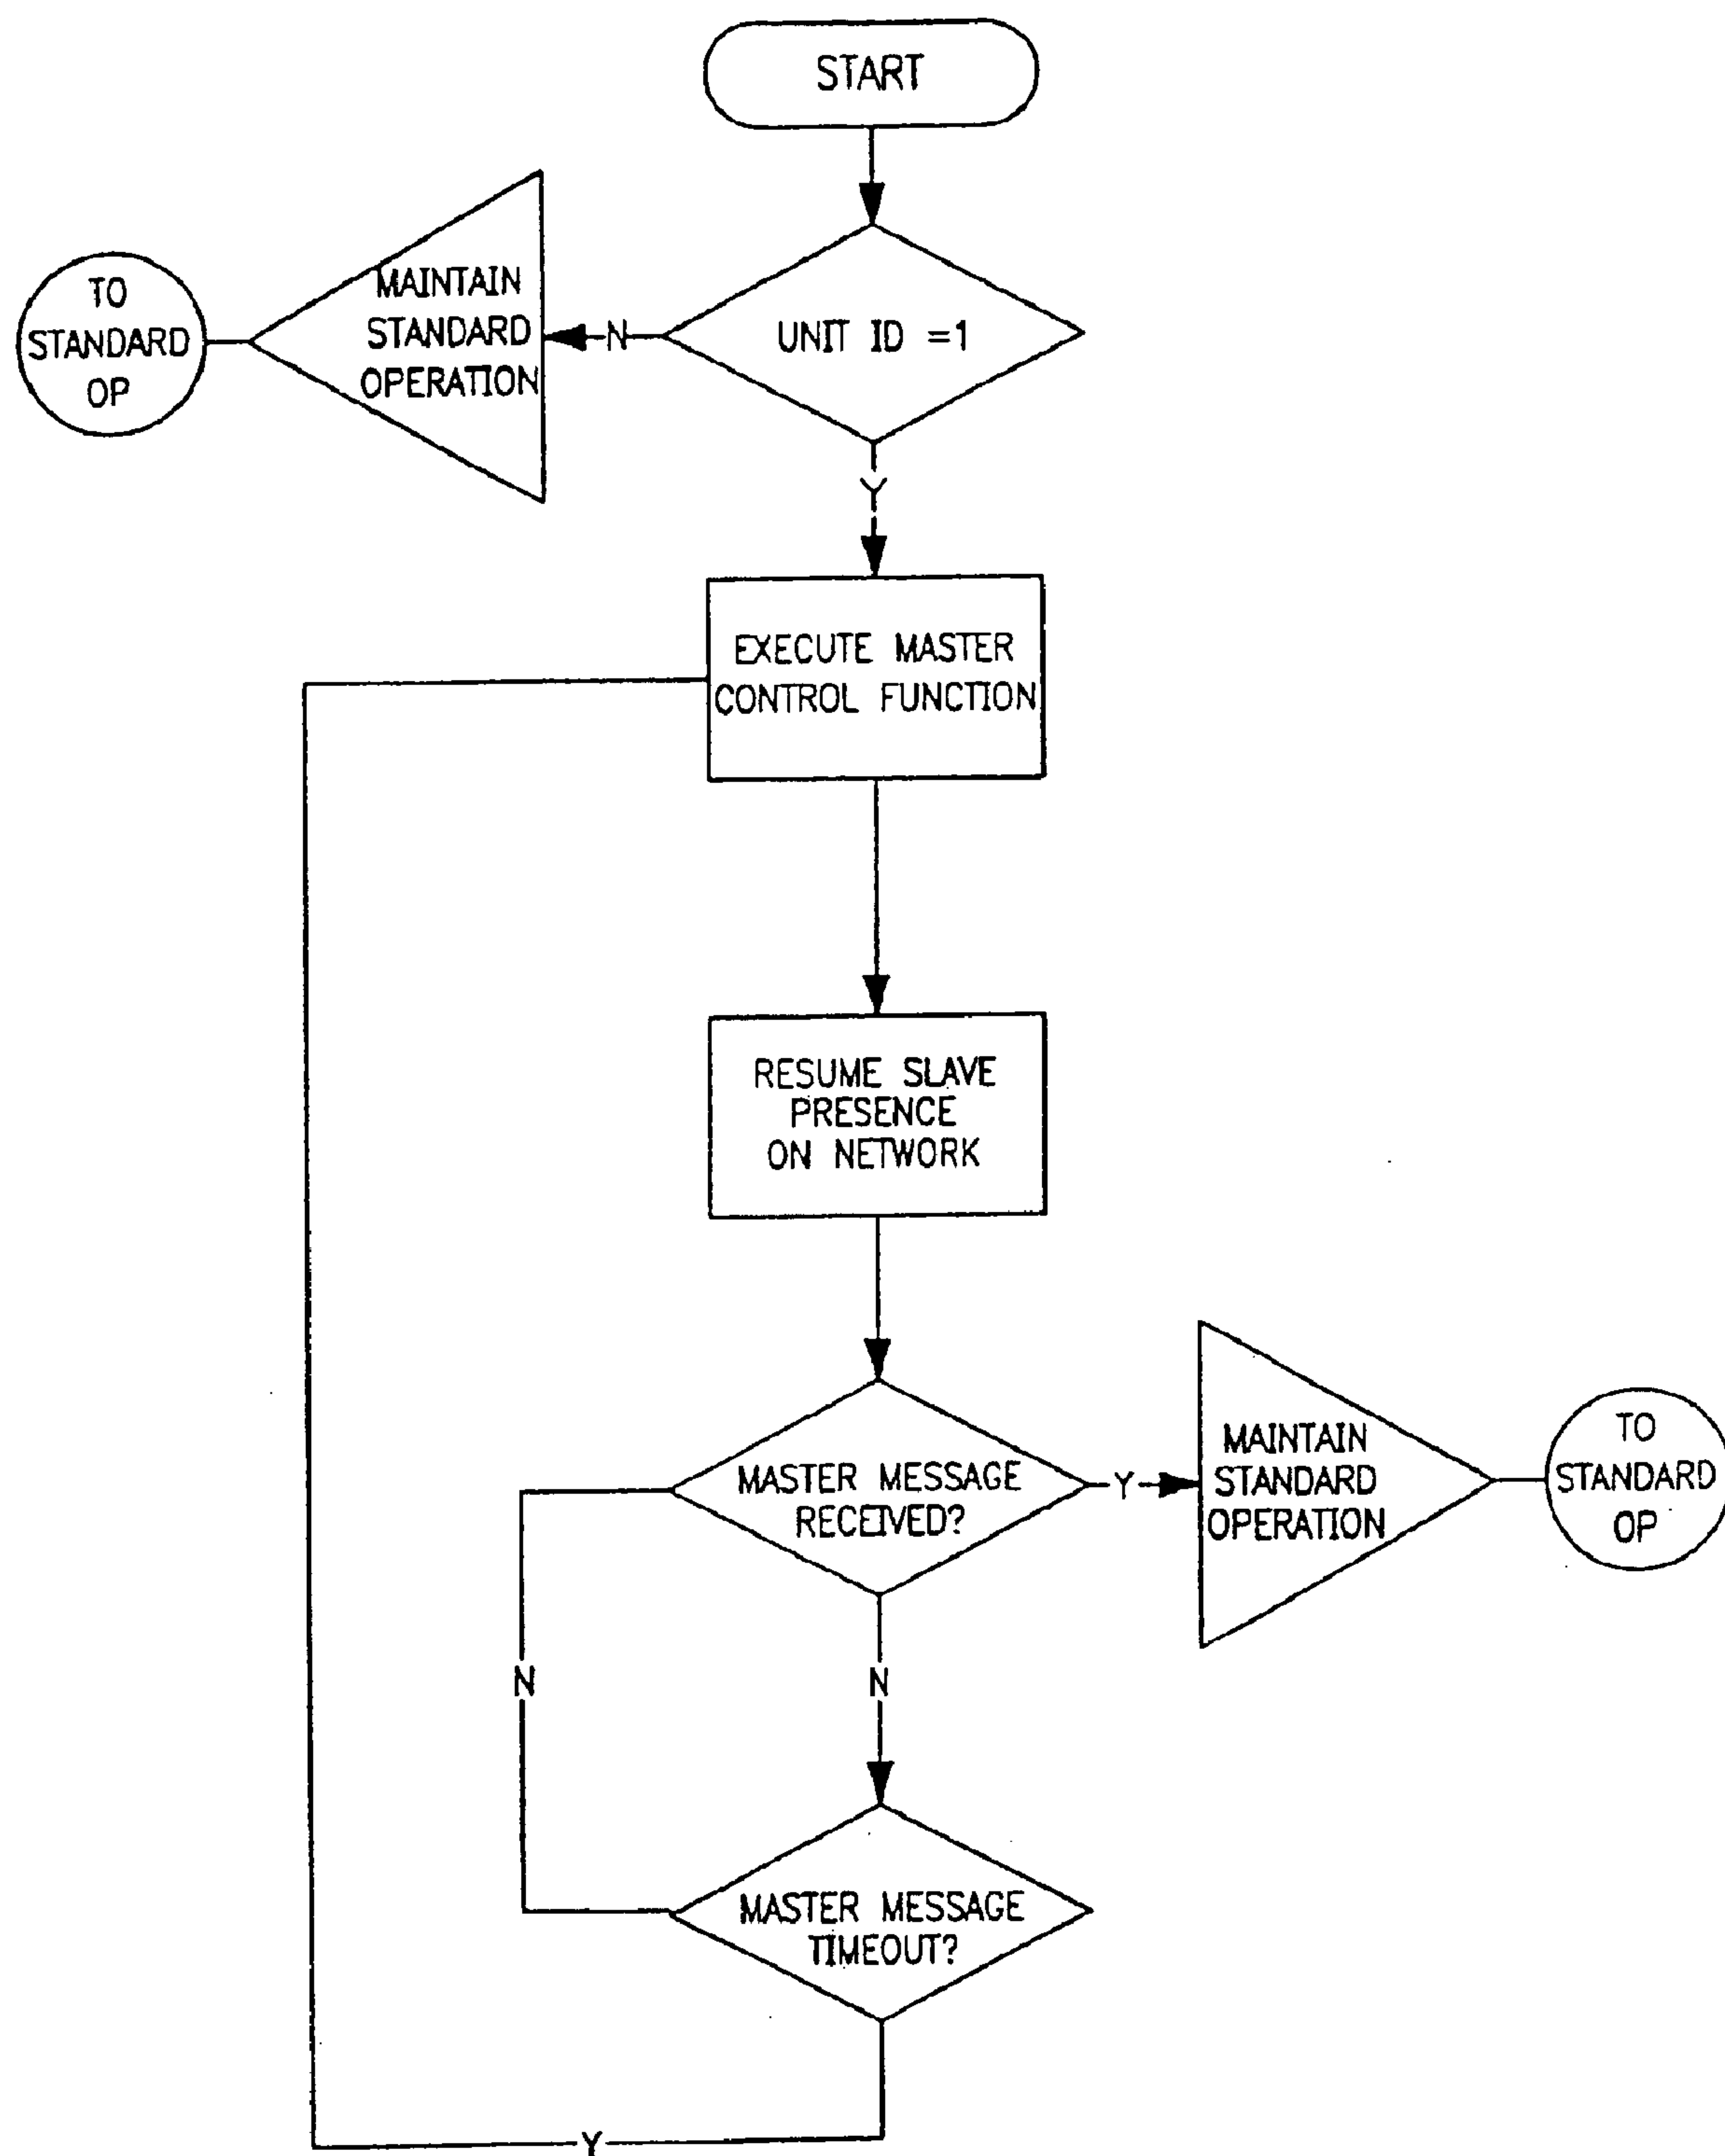 START
TO
STANDARD
OP
MAINTAIN
STANDARD
OPERATION
N
UNIT ID =1
Y
EXECUTE MASTER
CONTROL FUNCTION
RESUME SLAVE
PRESENCE
ON NETWORK
MASTER MESSAGE
RECEIVED?
Y
MAINTAIN
STANDARD
OPERATION
TO
STANDARD
OP
N
N
MASTER MESSAGE
TIMEOUT?
Y